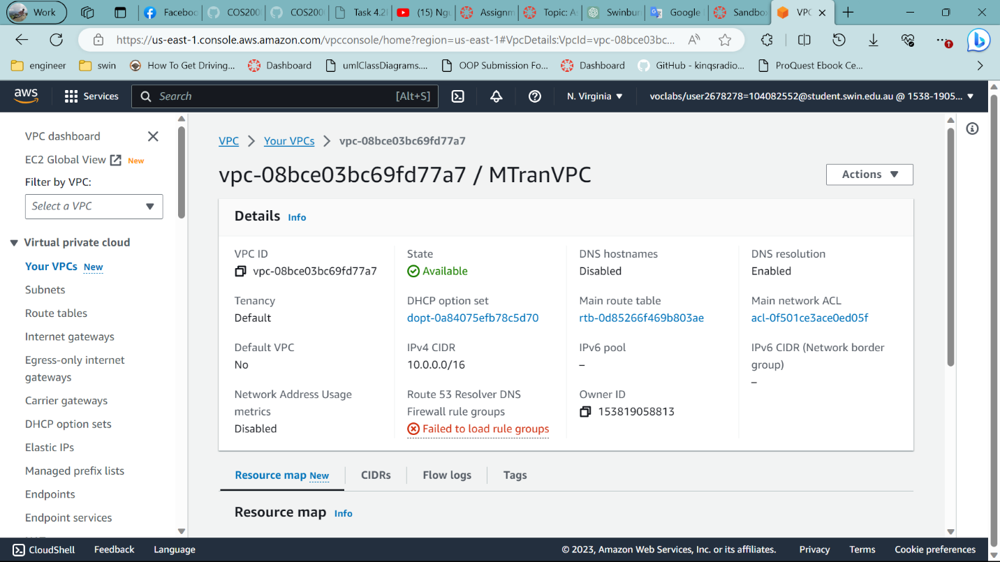 Work
Faceboo
COS200
COS200
Task 4.2
(15) Ngu
Assignm
Topic: As
Swinbur
Google
Sandbo
VPC
https://us-east-1.console.aws.amazon.com/vpcconsole/home?region=us-east-1#VpcDetails:VpcId=vpc-08bce03bc...
engineer
swin
How To Get Driving...
Dashboard
umlClassDiagrams....
OOP Submission Fo...
Dashboard
GitHub - kinqsradio...
ProQuest Ebook Ce...
aws
Services
Search
[Alt+S]
N. Virginia
voclabs/user2678278=104082552@student.swin.edu.au @ 1538-1905...
VPC dashboard
EC2 Global View New
Filter by VPC:
Select a VPC
Virtual private cloud
Your VPCs New
Subnets
Route tables
Internet gateways
Egress-only internet
gateways
Carrier gateways
DHCP option sets
Elastic IPs
Managed prefix lists
Endpoints
Endpoint services
VPC
Your VPCs
vpc-08bce03bc69fd77a7
vpc-08bce03bc69fd77a7 / MTranVPC
Actions
Details Info
VPC ID
vpc-08bce03bc69fd77a7
State
Available
DNS hostnames
Disabled
DNS resolution
Enabled
Tenancy
Default
DHCP option set
dopt-0a84075efb78c5d70
Main route table
rtb-0d85266f469b803ae
Main network ACL
acl-0f501ce3ace0ed05f
Default VPC
No
IPv4 CIDR
10.0.0.0/16
IPv6 pool
–
IPv6 CIDR (Network border
group)
–
Network Address Usage
metrics
Disabled
Route 53 Resolver DNS
Firewall rule groups
Failed to load rule groups
Owner ID
153819058813
Resource map New
CIDRs
Flow logs
Tags
Resource map Info
CloudShell
Feedback
Language
© 2023, Amazon Web Services, Inc. or its affiliates.
Privacy
Terms
Cookie preferences